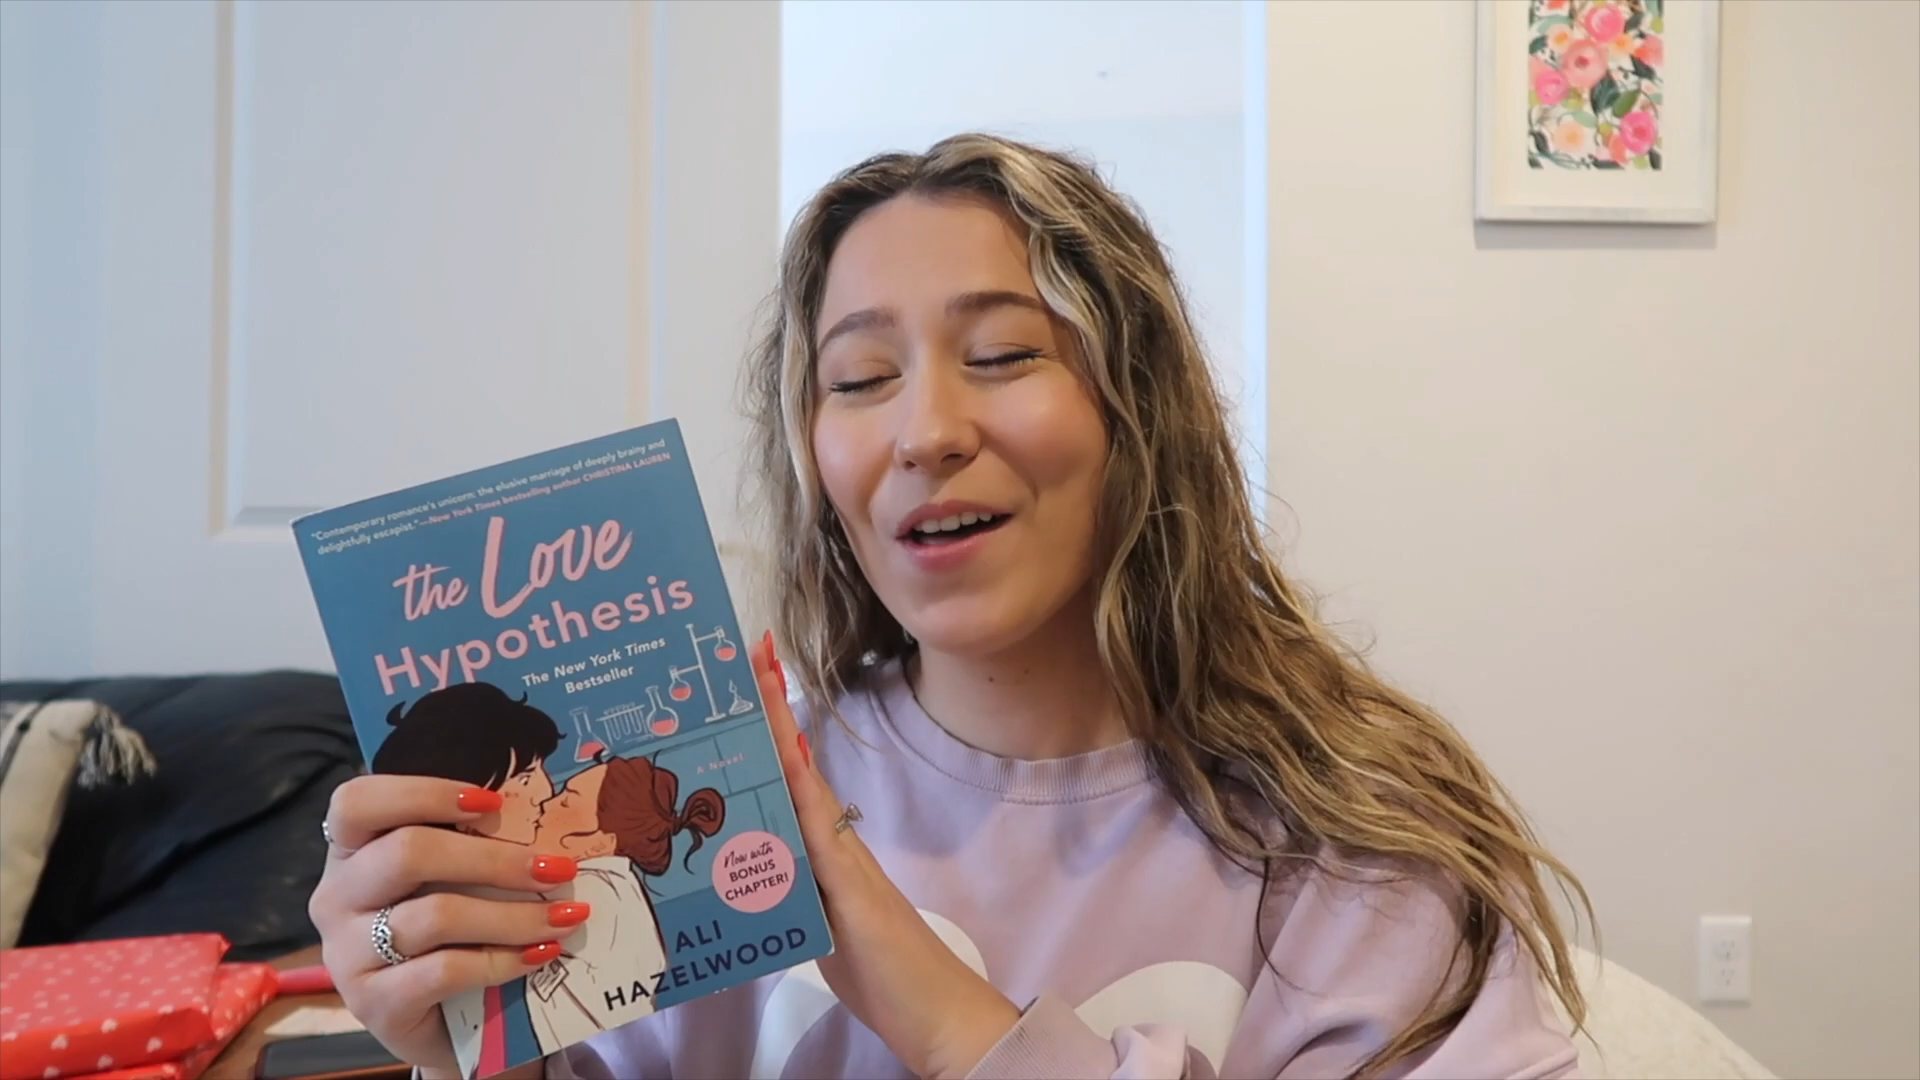 "Contemporary romance's unicorn: the elusive marriage of deeply brainy and
delightfully escapist."—New York Times bestselling author CHRISTINA LAUREN
the Love
Hypothesis
The New York Times
Bestseller
A Novel
Now with
BONUS
CHAPTER!
ALI
HAZELWOOD